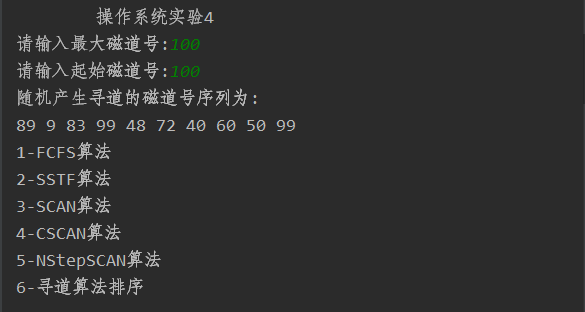 操作系统实验4
请输入最大磁道号:100
请输入起始磁道号:100
随机产生寻道的磁道号序列为:
89 9 83 99 48 72 40 60 50 99
1-FCFS算法
2-SSTF算法
3-SCAN算法
4-CSCAN算法
5-NStepSCAN算法
6-寻道算法排序